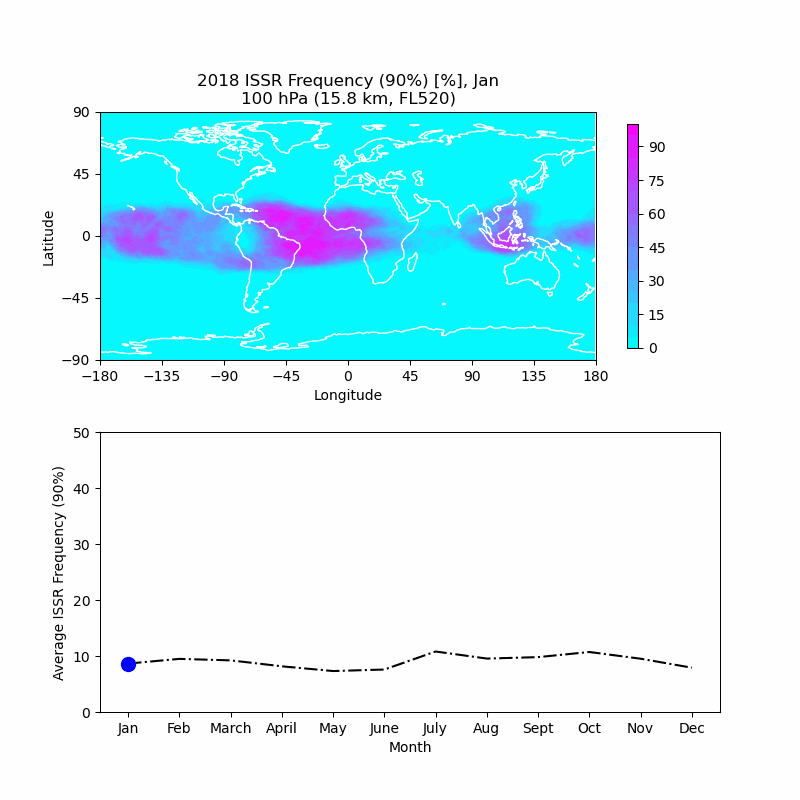 2018 ISSR Frequency (90%) [%], Jan
100 hPa (15.8 km, FL520)
90
45
0
−45
−90
Latitude
−180 −135 −90 −45 0 45 90 135 180
Longitude
90
75
60
45
30
15
0
50
40
30
20
10
0
Average ISSR Frequency (90%)
Jan Feb March April May June July Aug Sept Oct Nov Dec
Month